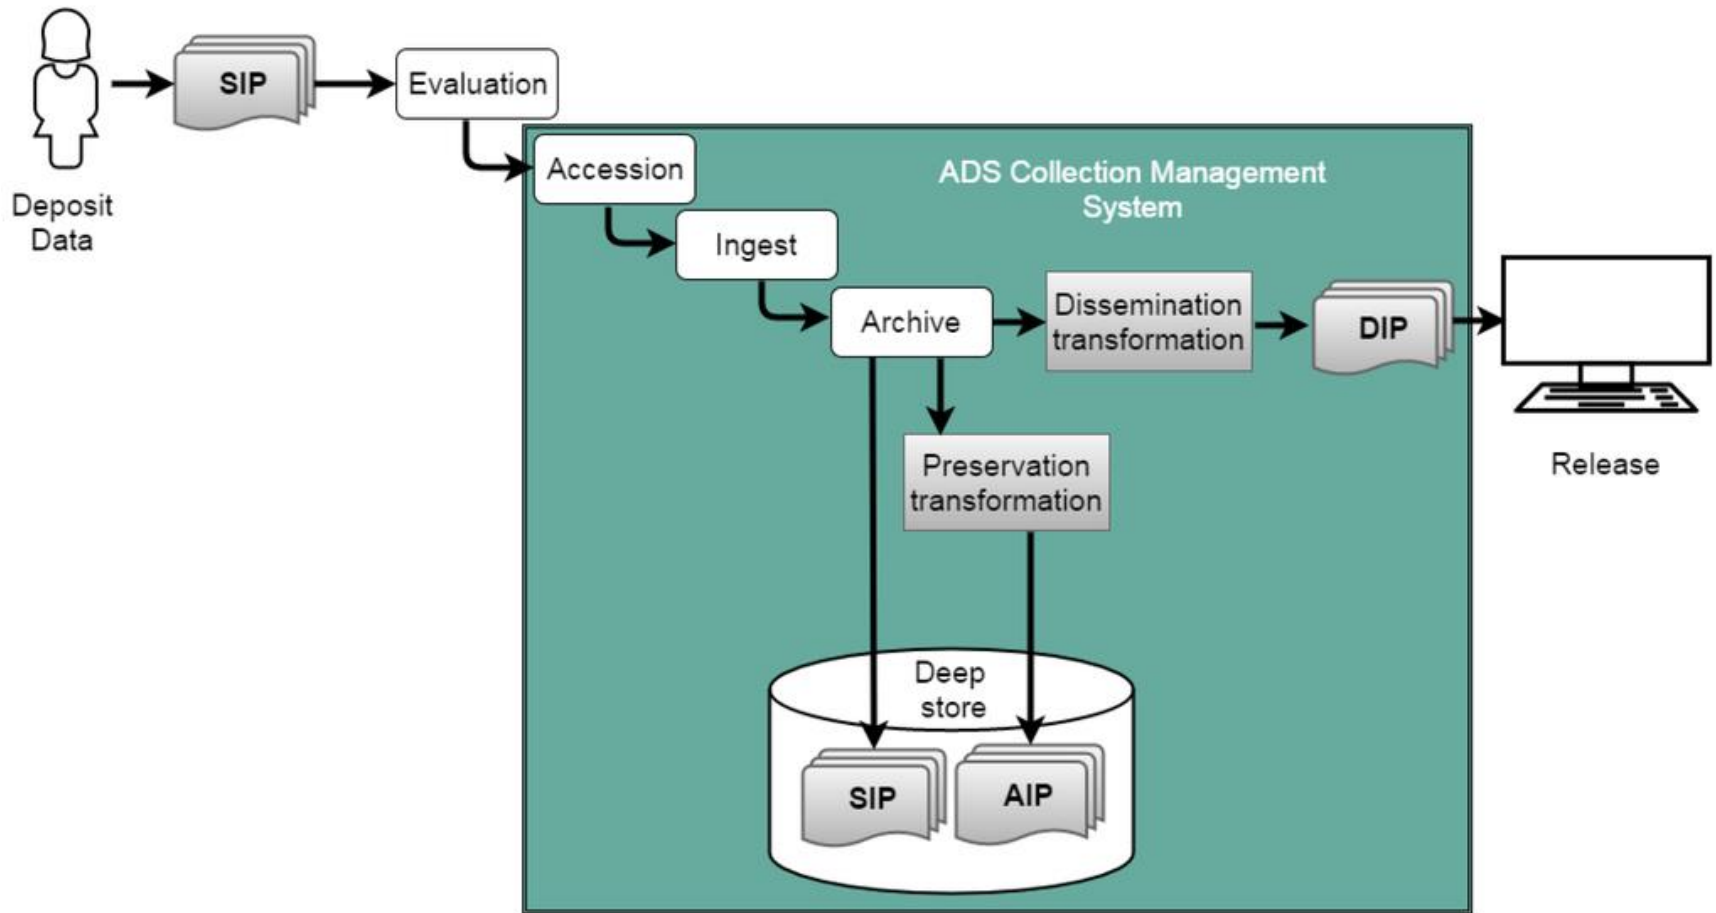 SIP
Evaluation
Deposit
Data
Accession
ADS Collection Management
System
Ingest
Archive
Dissemination
transformation
DIP
Release
Preservation
transformation
Deep
store
SIP
AIP